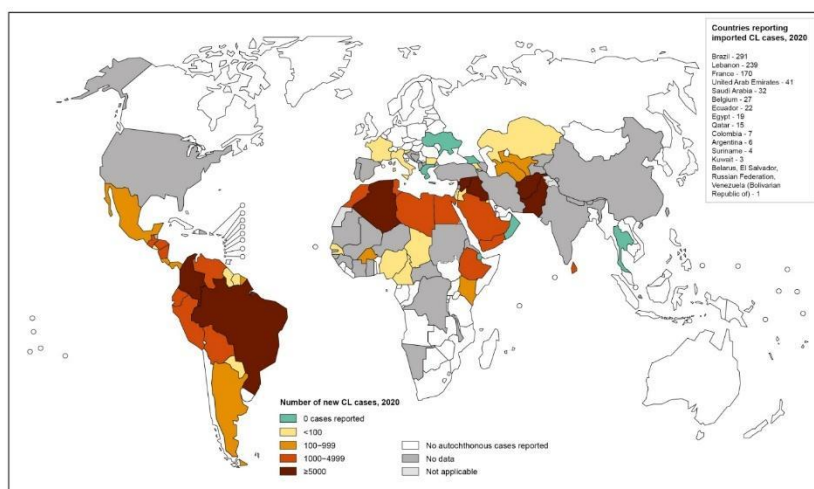 Countries reporting
imported CL cases, 2020
Brezil - 291
Lebanon - 239
France - 170
United Arab Emirates - 41
Saudi Arabia - 32
Belgium - 27
Ecuador - 22
Egypt - 19
Qatar - 15
Colombia - 7
Argentina - 6
Suriname - 4
Kuwait - 3
Belarus, El Salvador,
Russian Federation,
Venezuela (Bolivarian
Republic of) - 1
Number of new CL cases, 2020
0 cases reported
<100
100–999
1000–4999
≥5000
No autochthonous cases reported
No data
Not applicable